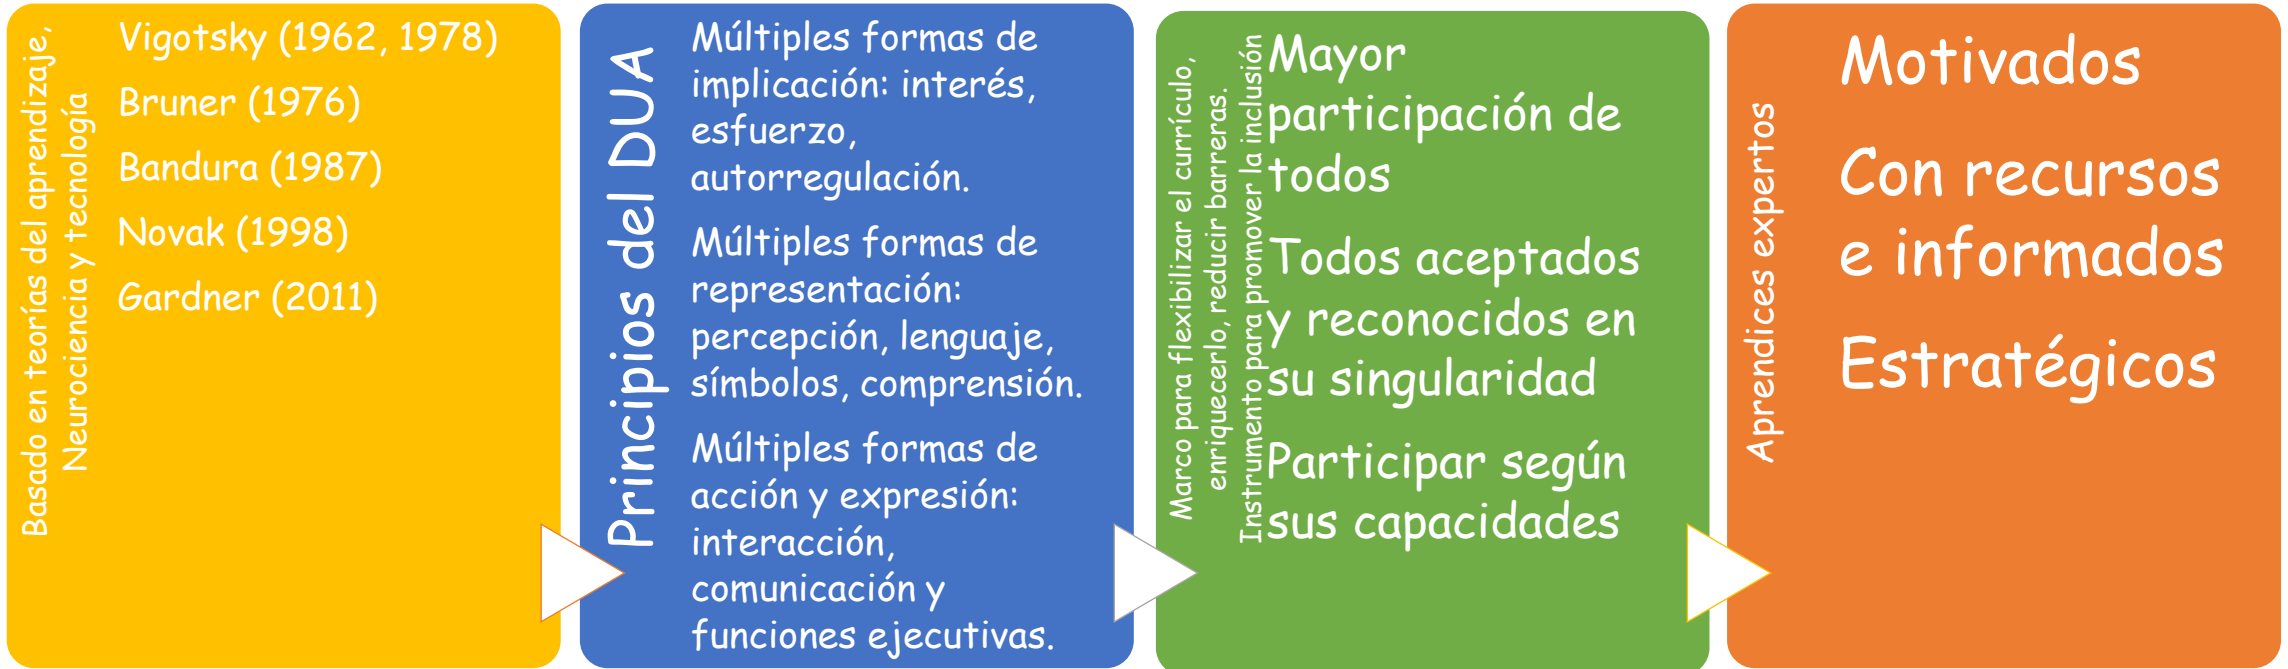 Basado en teorías del aprendizaje,
Neurociencia y tecnología
Vigotsky (1962, 1978)
Bruner (1976)
Bandura (1987)
Novak (1998)
Gardner (2011)
Principios del DUA
Múltiples formas de
implicación: interés,
esfuerzo,
autorregulación.
Múltiples formas de
representación:
percepción, lenguaje,
símbolos, comprensión.
Múltiples formas de
acción y expresión:
interacción,
comunicación y
funciones ejecutivas.
Marco para flexibilizar el currículo,
enriquecerlo, reducir barreras.
Instrumento para promover la inclusión
Mayor
participación de
todos
Todos aceptados
y reconocidos en
su singularidad
Participar según
sus capacidades
Aprendices expertos
Motivados
Con recursos
e informados
Estratégicos